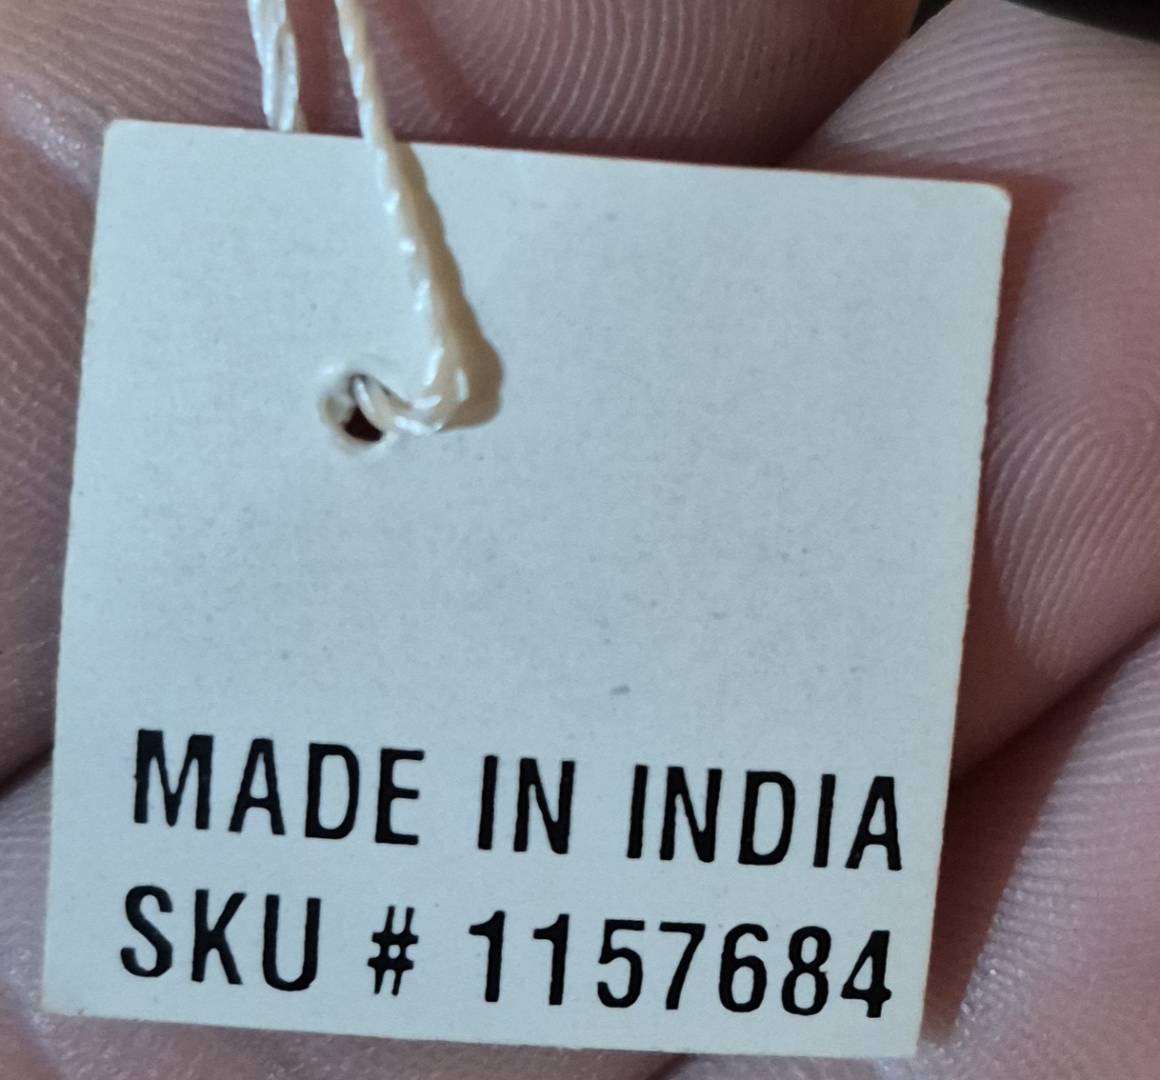 MADE IN INDIA
SKU # 1157684